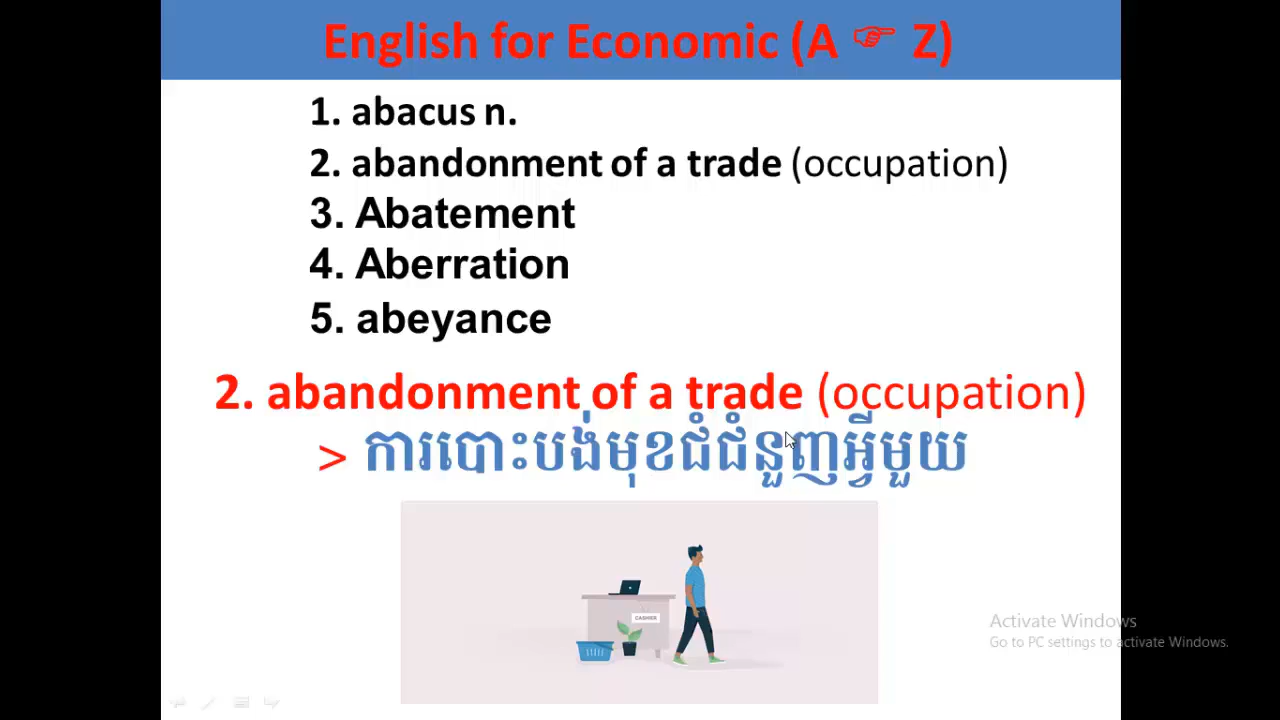 English for Economic (A ☞ Z)
1. abacus n.
2. abandonment of a trade (occupation)
3. Abatement
4. Aberration
5. abeyance
2. abandonment of a trade (occupation)
> ការបោះបង់មុខជំជំនួញអ្វីមួយ
CASHIER
Activate Windows
Go to PC settings to activate Windows.